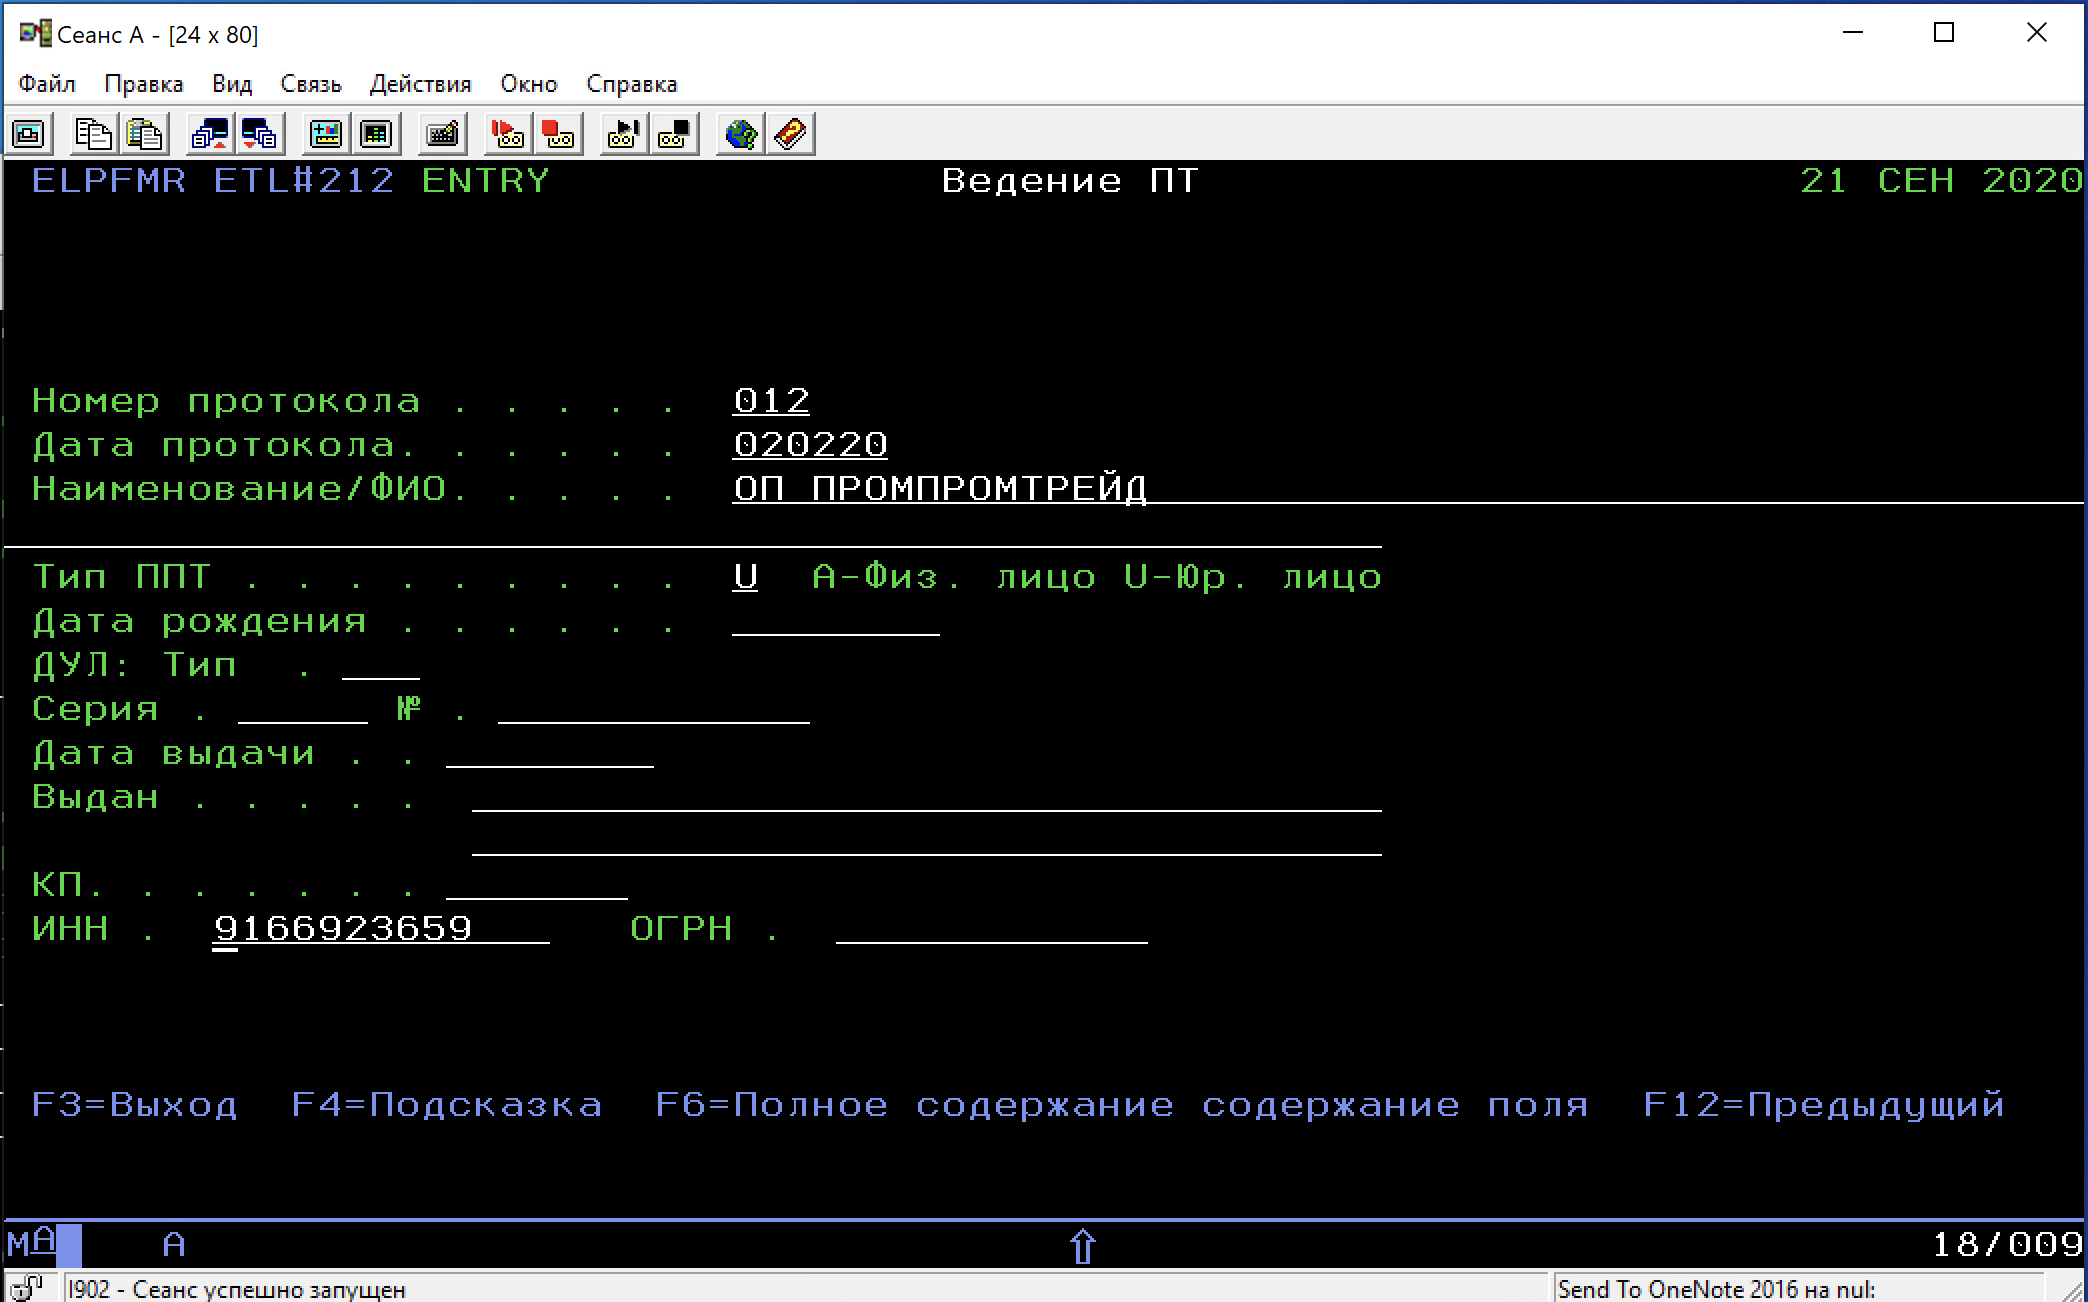 Сеанс A - [24 x 80]
Файл Правка Вид Связь Действия Окно Справка
ELPFMR ETL#212 ENTRY Ведение ПТ 21 СЕН 2020
Номер протокола . . . . . 012
Дата протокола. . . . . . 020220
Наименование/ФИО. . . . . ОП ПРОМПРОМТРЕЙД
Тип ППТ . . . . . . . . . U А-Физ. лицо U-Юр. лицо
Дата рождения . . . . . .
ДУЛ: Тип .
Серия . № .
Дата выдачи . .
Выдан . . . . .
КП. . . . . . .
ИНН . 9166923659 ОГРН .
F3=Выход F4=Подсказка F6=Полное содержание содержание поля F12=Предыдущий
MA A 18/009
I902 - Сеанс успешно запущен Send To OneNote 2016 на nul: